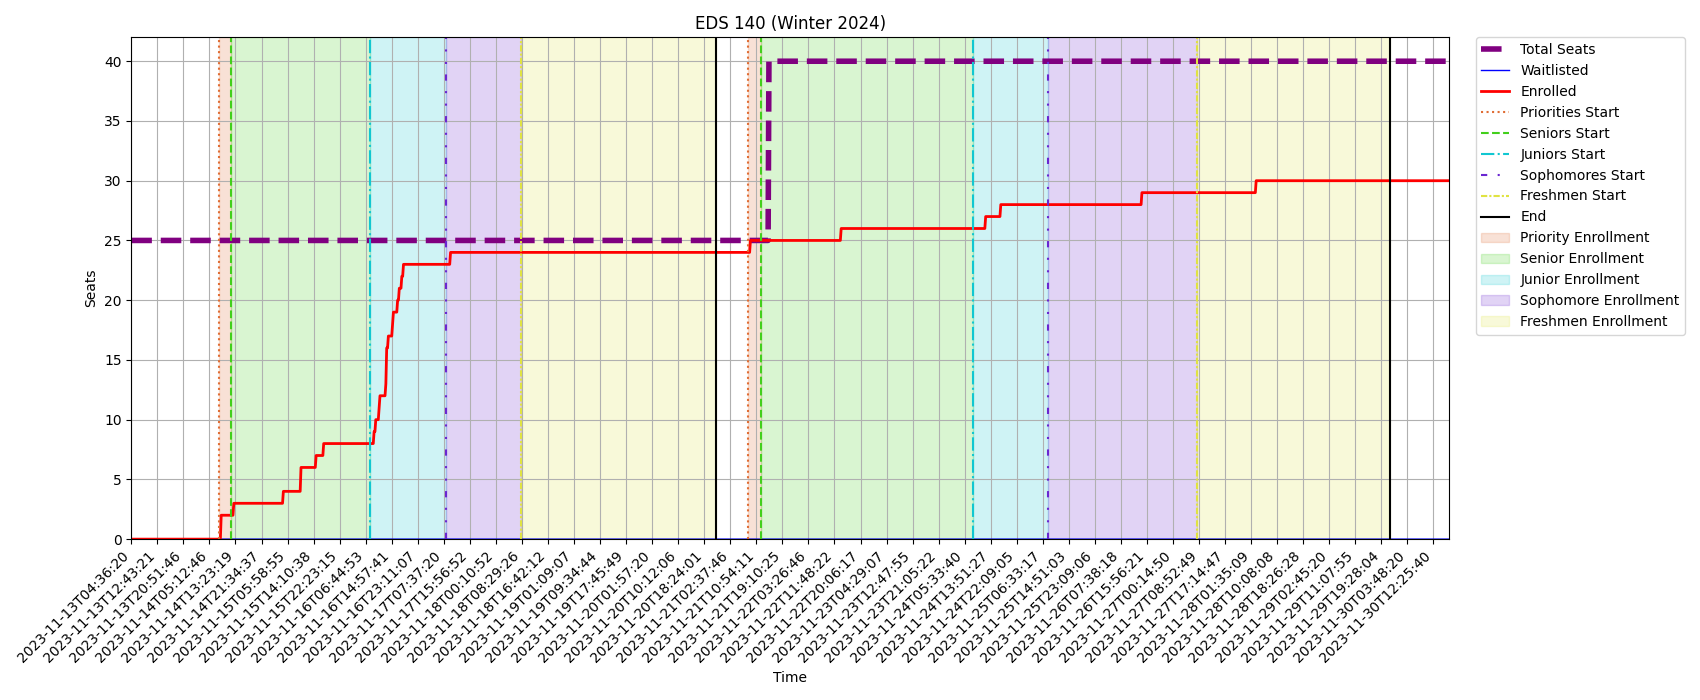 EDS 140 (Winter 2024)
Seats
40
35
30
25
20
15
10
5
0
2023-11-13T04:36:20
2023-11-13T12:43:21
2023-11-13T20:51:46
2023-11-14T05:12:46
2023-11-14T13:23:19
2023-11-14T21:34:37
2023-11-15T05:58:55
2023-11-15T14:10:38
2023-11-15T22:23:15
2023-11-16T06:44:53
2023-11-16T14:57:41
2023-11-16T23:11:07
2023-11-17T07:37:20
2023-11-17T15:56:52
2023-11-18T00:10:52
2023-11-18T08:29:26
2023-11-18T16:42:12
2023-11-19T01:09:07
2023-11-19T09:34:44
2023-11-19T17:45:49
2023-11-20T01:57:20
2023-11-20T10:12:06
2023-11-20T18:24:01
2023-11-21T02:37:46
2023-11-21T10:54:11
2023-11-21T19:10:25
2023-11-22T03:26:46
2023-11-22T11:48:22
2023-11-22T20:06:17
2023-11-23T04:29:07
2023-11-23T12:47:55
2023-11-23T21:05:22
2023-11-24T05:33:40
2023-11-24T13:51:27
2023-11-24T22:09:05
2023-11-25T06:33:17
2023-11-25T14:51:03
2023-11-25T23:09:06
2023-11-26T07:38:18
2023-11-26T15:56:21
2023-11-27T00:14:50
2023-11-27T08:52:49
2023-11-27T17:14:47
2023-11-28T01:35:09
2023-11-28T10:08:08
2023-11-28T18:26:28
2023-11-29T02:45:20
2023-11-29T11:07:55
2023-11-29T19:28:04
2023-11-30T03:48:20
2023-11-30T12:25:40
Time
Total Seats
Waitlisted
Enrolled
Priorities Start
Seniors Start
Juniors Start
Sophomores Start
Freshmen Start
End
Priority Enrollment
Senior Enrollment
Junior Enrollment
Sophomore Enrollment
Freshmen Enrollment